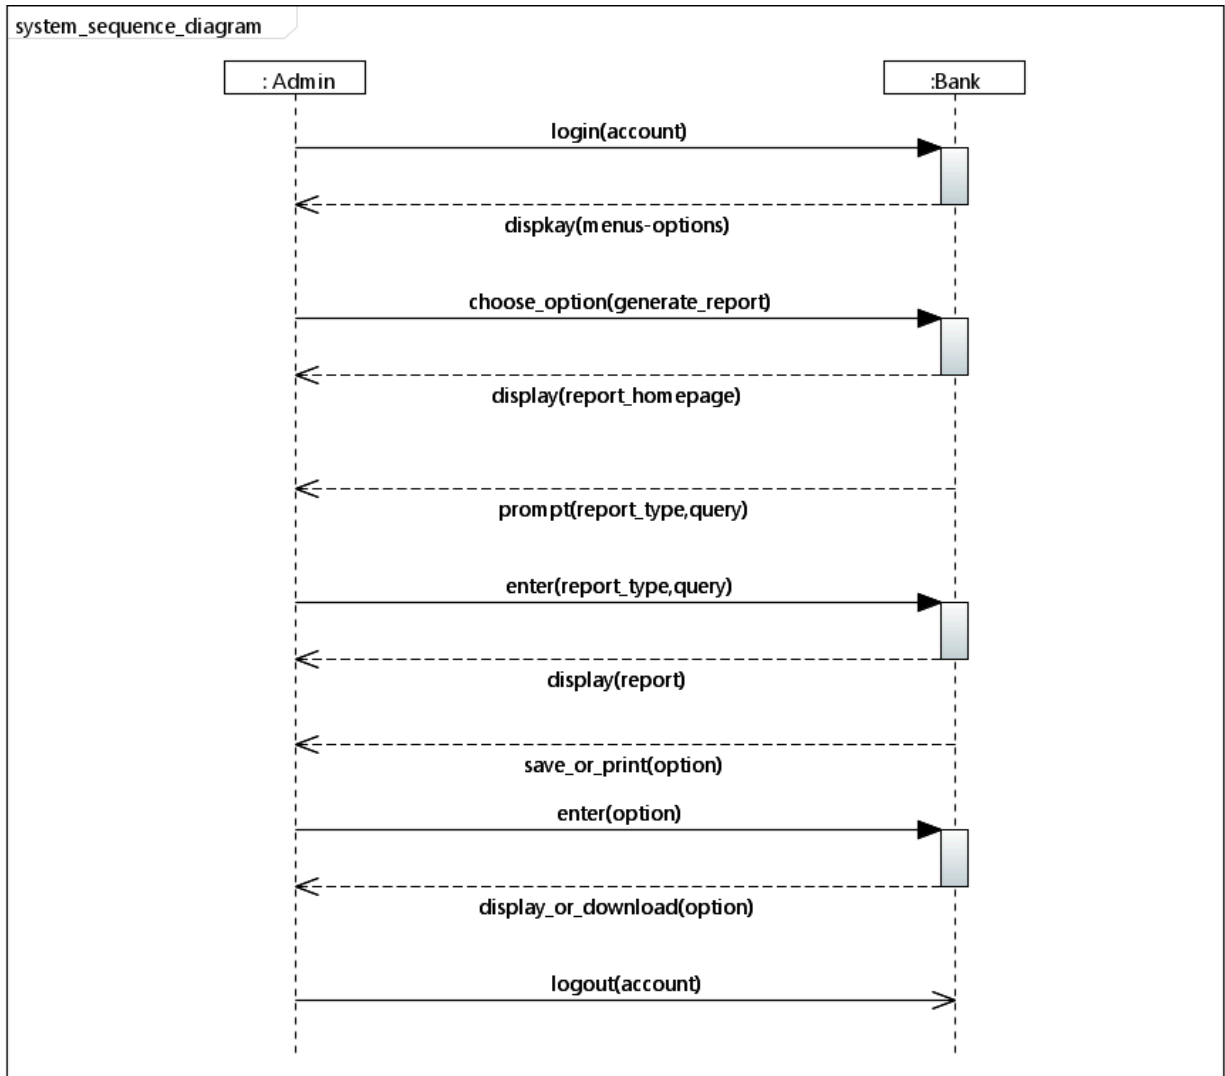 system_sequence_diagram
: Admin
:Bank
login(account)
dispkay(menus-options)
choose_option(generate_report)
display(report_homepage)
prompt(report_type,query)
enter(report_type,query)
display(report)
save_or_print(option)
enter(option)
display_or_download(option)
logout(account)